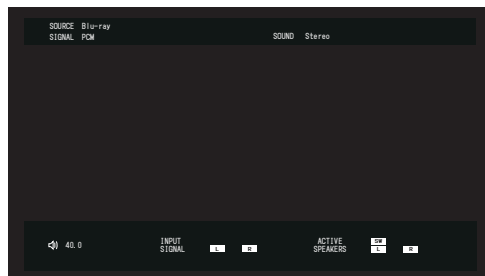 SOURCE Blu-ray
SIGNAL PCM
SOUND Stereo
40.0
INPUT
SIGNAL
L R
ACTIVE
SPEAKERS
SW
L R